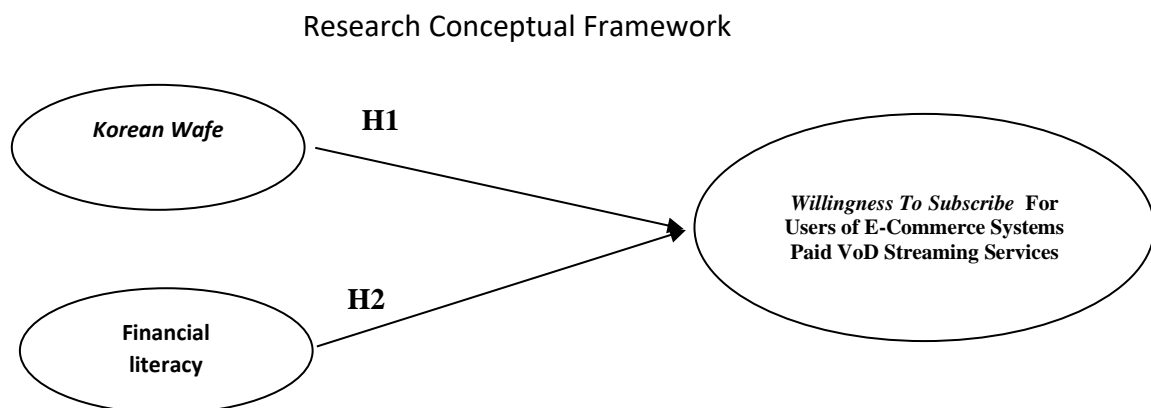 Research Conceptual Framework
Korean Wafe
H1
Willingness To Subscribe For
Users of E-Commerce Systems
Paid VoD Streaming Services
H2
Financial
literacy